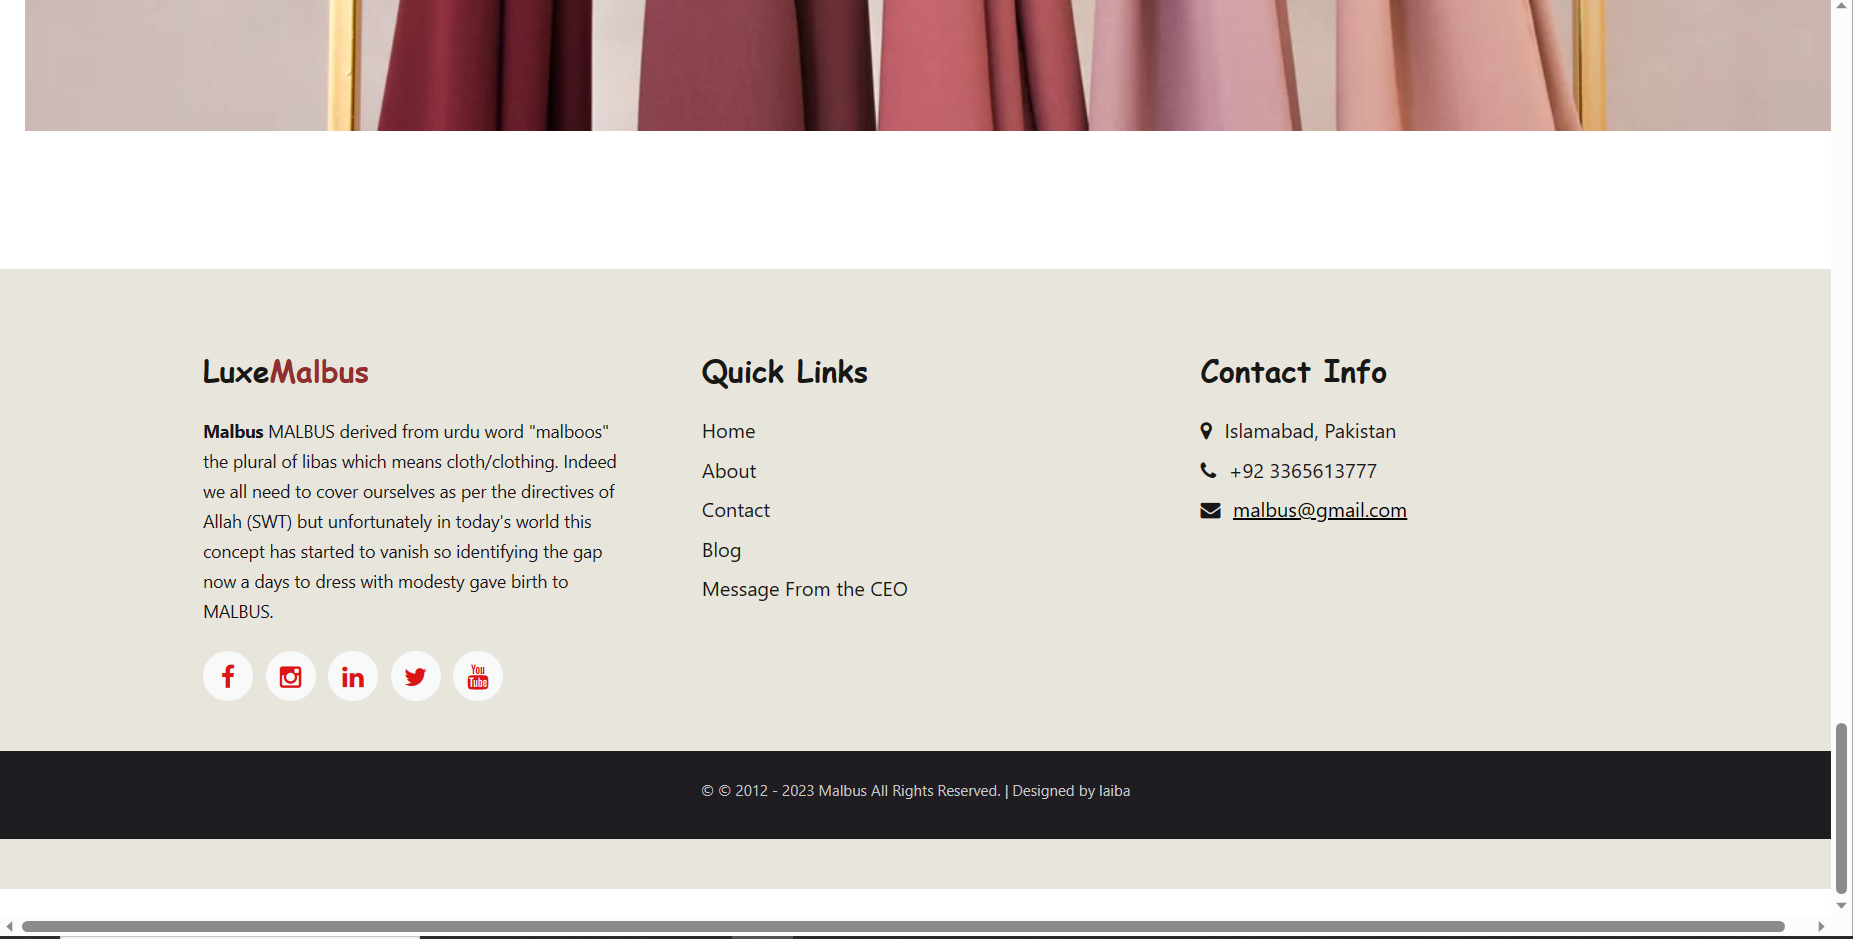 LuxeMalbus
Malbus MALBUS derived from urdu word "malboos"
the plural of libas which means cloth/clothing. Indeed
we all need to cover ourselves as per the directives of
Allah (SWT) but unfortunately in today's world this
concept has started to vanish so identifying the gap
now a days to dress with modesty gave birth to
MALBUS.
f
in
You
Tube
Quick Links
Home
About
Contact
Blog
Message From the CEO
Contact Info
Islamabad, Pakistan
+92 3365613777
malbus@gmail.com
© © 2012 - 2023 Malbus All Rights Reserved. | Designed by laiba